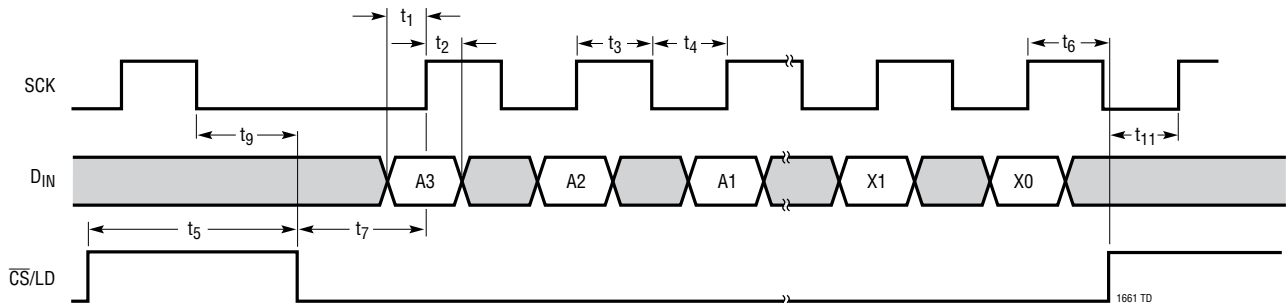 t1
t2
t3
t4
t6
SCK
t9
t11
DIN
A3
A2
A1
X1
X0
t5
t7
CS/LD
1661 TD